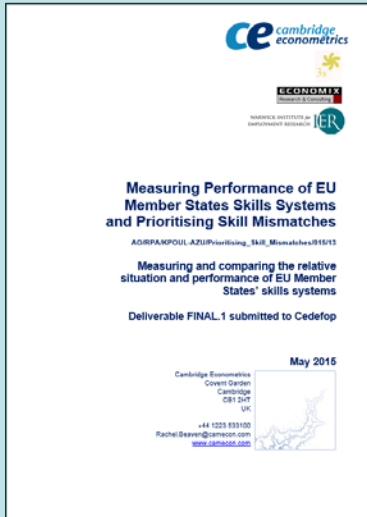 ce cambridge
econometrics
3s
ECONOMIX
Research & Consulting
WARWICK INSTITUTE for
EMPLOYMENT RESEARCH IER
Measuring Performance of EU
Member States Skills Systems
and Prioritising Skill Mismatches
AO/RPA/KPOUL-AZU/Prioritising_Skill_Mismatches/015/13
Measuring and comparing the relative
situation and performance of EU Member
States' skills systems
Deliverable FINAL.1 submitted to Cedefop
May 2015
Cambridge Econometrics
Covent Garden
Cambridge
CB1 2HT
UK
+44 1223 533100
Rachel.Beaven@camecon.com
www.camecon.com